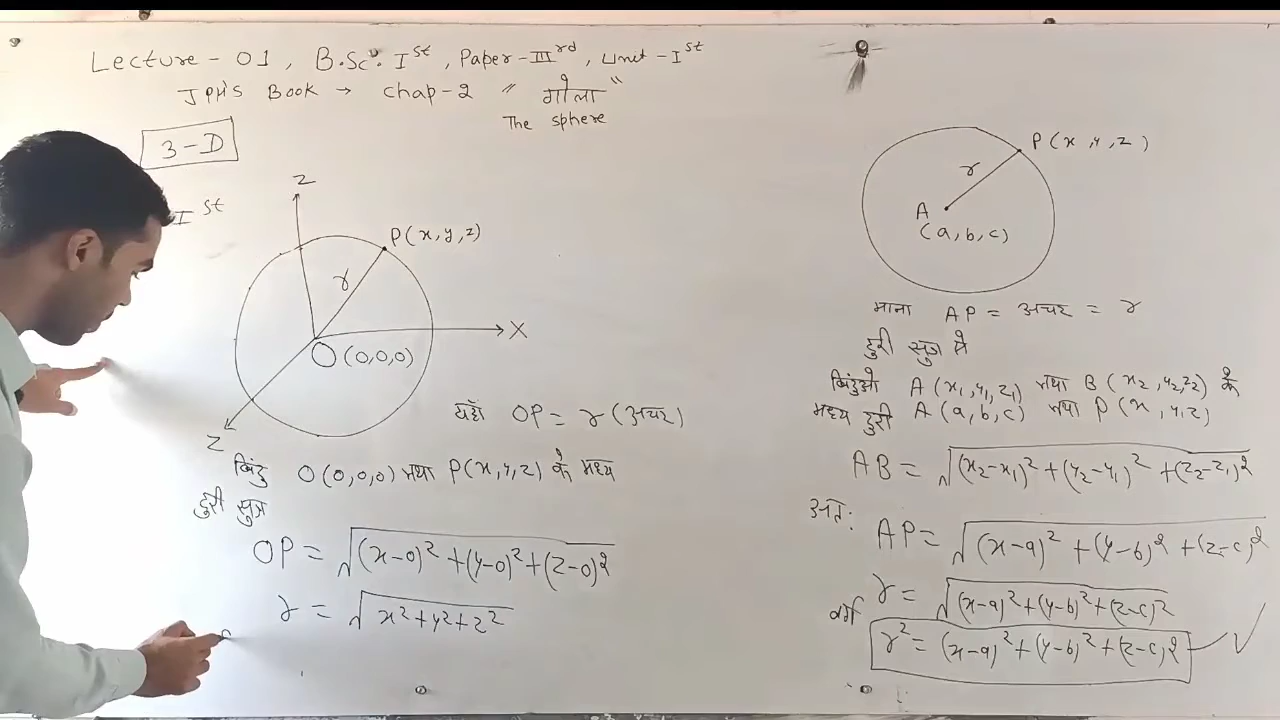 Lecture - 01, B.Sc. Ist, Paper-IIIrd, Unit - Ist
JPH'S Book → Chap-2 " गोला "
The sphere
3-D
Ist
Z
P(x,y,z)
r
X
O (0,0,0)
Z
यहाँ OP = r (अचर)
बिंदु O(0,0,0) तथा P(x,y,z) के मध्य
दुरी सुत्र
OP = √(x-0)² + (y-0)² + (z-0)²
r = √x² + y² + z²
P(x,y,z)
r
A
(a,b,c)
माना AP = अचर = r
दुरी सुत्र से
बिंदुओ A(x₁,y₁,z₁) तथा B(x₂,y₂,z₂) के
मध्य दुरी A(a,b,c) तथा P(x,y,z)
AB = √(x₂-x₁)² + (y₂-y₁)² + (z₂-z₁)²
अत: AP = √(x-a)² + (y-b)² + (z-c)²
r = √(x-a)² + (y-b)² + (z-c)²
वर्ग r² = (x-a)² + (y-b)² + (z-c)²